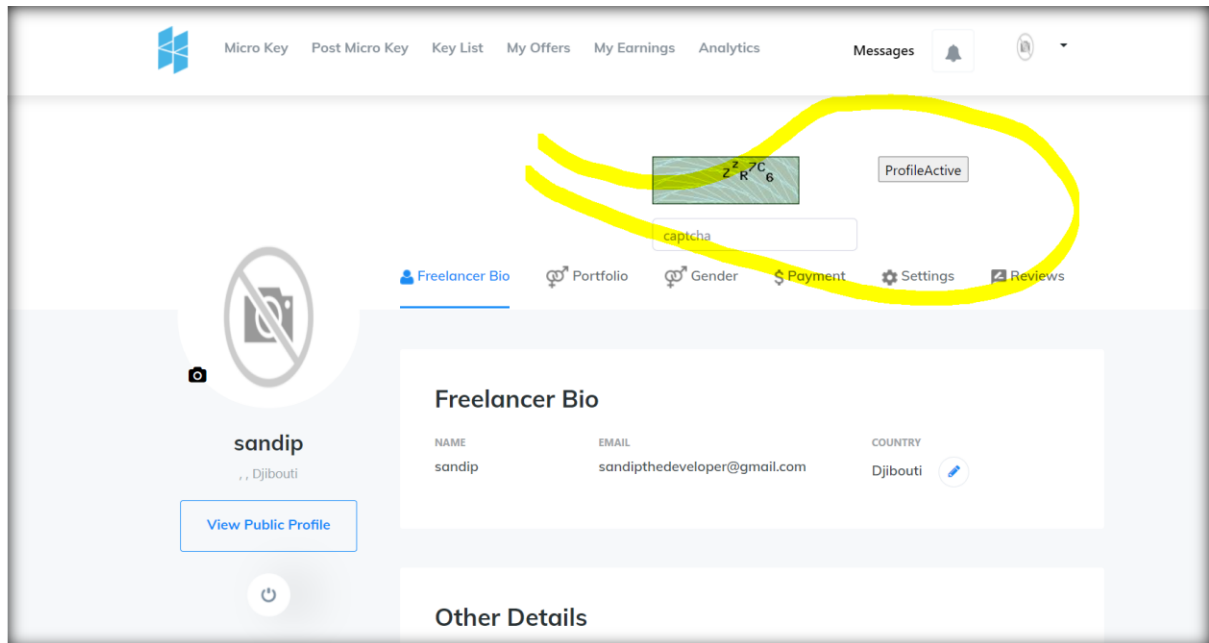 Micro Key Post Micro Key Key List My Offers My Earnings Analytics Messages
zzR7C6 ProfileActive
captcha
Freelancer Bio Portfolio Gender $ Payment Settings Reviews
Freelancer Bio
sandip NAME EMAIL COUNTRY
, , Djibouti sandip sandipthedeveloper@gmail.com Djibouti
View Public Profile
Other Details